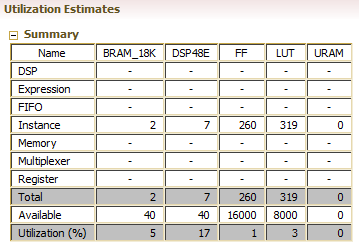 Utilization Estimates
Summary
Name BRAM_18K DSP48E FF LUT URAM
DSP - - - - -
Expression - - - - -
FIFO - - - - -
Instance 2 7 260 319 0
Memory - - - - -
Multiplexer - - - - -
Register - - - - -
Total 2 7 260 319 0
Available 40 40 16000 8000 0
Utilization (%) 5 17 1 3 0